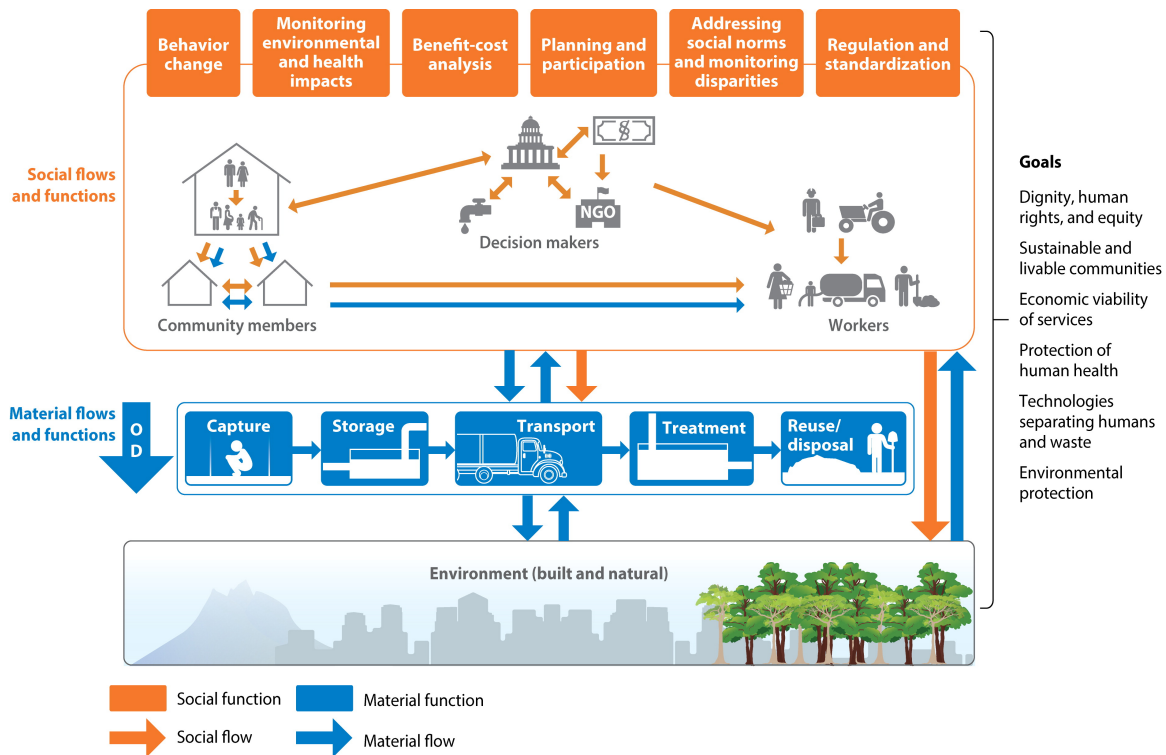 Behavior
change
Monitoring
environmental
and health
impacts
Benefit-cost
analysis
Planning and
participation
Addressing
social norms
and monitoring
disparities
Regulation and
standardization
Social flows
and functions
NGO
Decision makers
Community members
Workers
Goals
Dignity, human
rights, and equity
Sustainable and
livable communities
Economic viability
of services
Protection of
human health
Technologies
separating humans
and waste
Environmental
protection
Material flows
and functions
O
D
Capture
Storage
Transport
Treatment
Reuse/
disposal
Environment (built and natural)
Social function
Material function
Social flow
Material flow